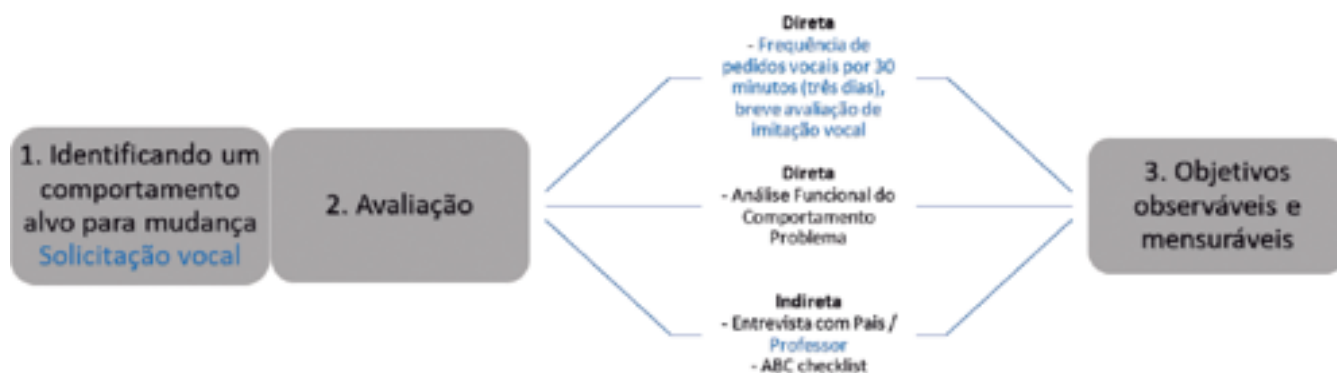 1. Identificando um
comportamento
alvo para mudança
Solicitação vocal
2. Avaliação
Direta
- Frequência de
pedidos vocais por 30
minutos (três dias),
breve avaliação de
imitação vocal
Direta
- Análise Funcional do
Comportamento
Problema
Indireta
- Entrevista com Pais /
Professor
- ABC checklist
3. Objetivos
observáveis e
mensuráveis